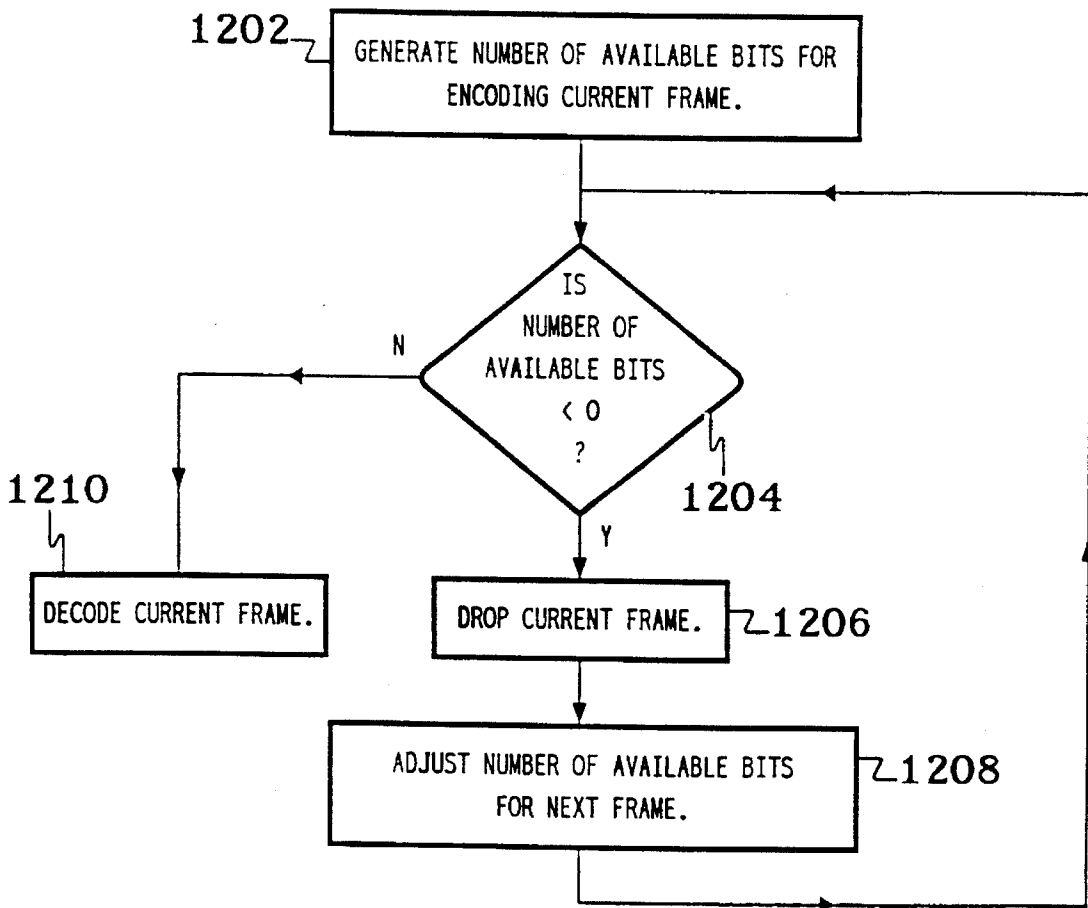 1202
GENERATE NUMBER OF AVAILABLE BITS FOR
ENCODING CURRENT FRAME.
IS
NUMBER OF
AVAILABLE BITS
< 0
?
N
1204
Y
1210
DECODE CURRENT FRAME.
DROP CURRENT FRAME.
1206
ADJUST NUMBER OF AVAILABLE BITS
FOR NEXT FRAME.
1208